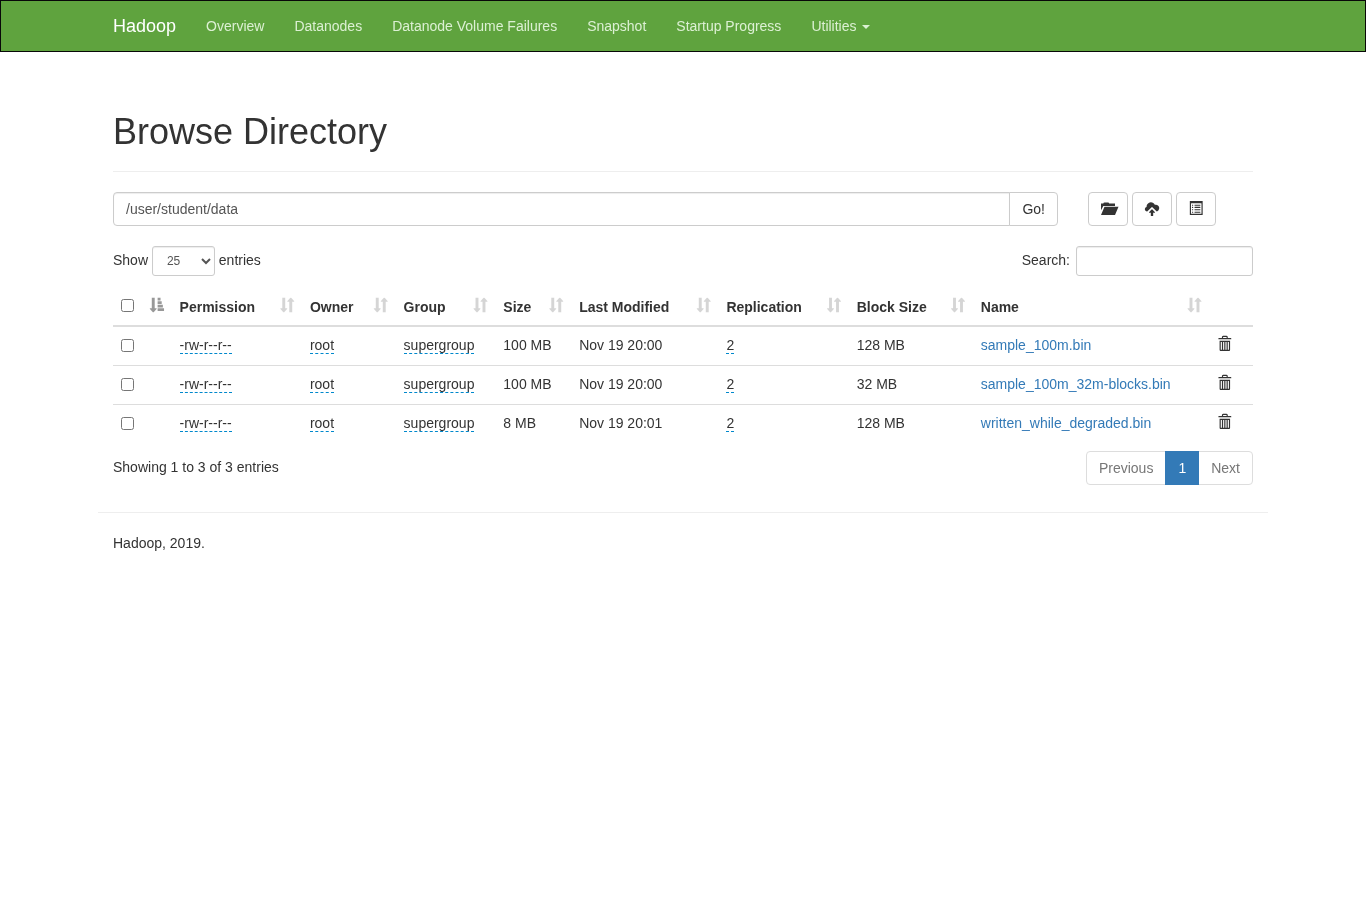 Hadoop Overview Datanodes Datanode Volume Failures Snapshot Startup Progress Utilities
Browse Directory
/user/student/data Go!
Show 25 entries Search:
Permission Owner Group Size Last Modified Replication Block Size Name
-rw-r--r-- root supergroup 100 MB Nov 19 20:00 2 128 MB sample_100m.bin
-rw-r--r-- root supergroup 100 MB Nov 19 20:00 2 32 MB sample_100m_32m-blocks.bin
-rw-r--r-- root supergroup 8 MB Nov 19 20:01 2 128 MB written_while_degraded.bin
Showing 1 to 3 of 3 entries Previous 1 Next
Hadoop, 2019.